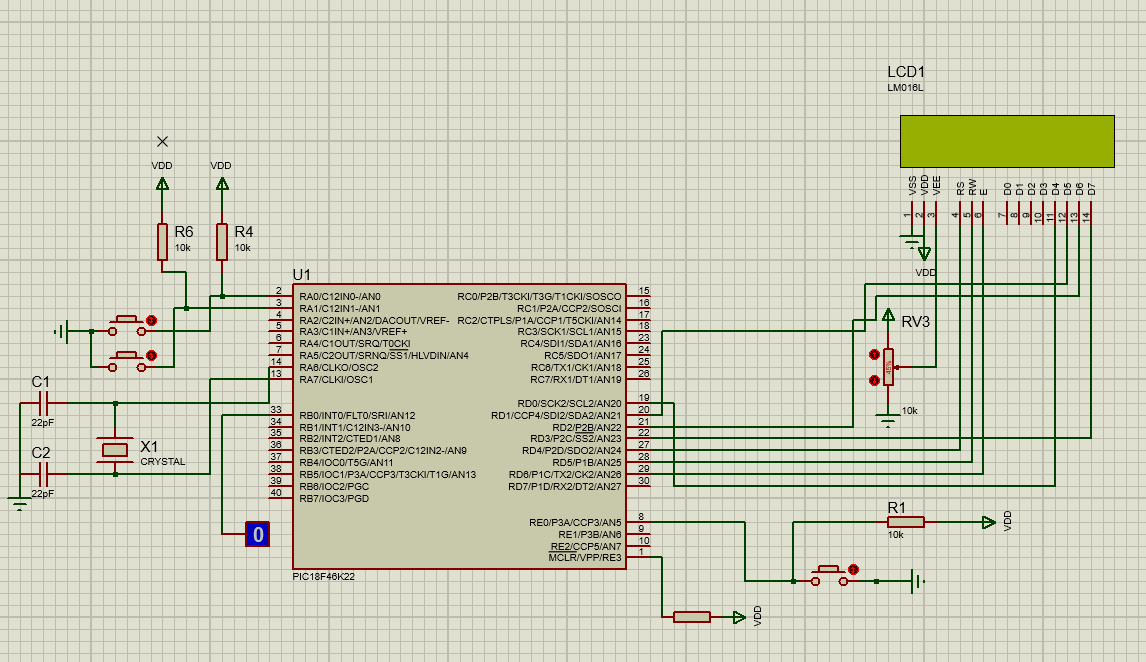 LCD1
LM016L
VSS
VDD
VEE
RS
RW
E
D0
D1
D2
D3
D4
D5
D6
D7
1
2
3
4
5
6
7
8
9
10
11
12
13
14
VDD
VDD
VDD
R6
10k
R4
10k
U1
2 RA0/C12IN0-/AN0
3 RA1/C12IN1-/AN1
4 RA2/C2IN+/AN2/DACOUT/VREF-
5 RA3/C1IN+/AN3/VREF+
6 RA4/C1OUT/SRQ/T0CKI
7 RA5/C2OUT/SRNQ/SS1/HLVDIN/AN4
14 RA6/CLKO/OSC2
13 RA7/CLKI/OSC1
33 RB0/INT0/FLT0/SRI/AN12
34 RB1/INT1/C12IN3-/AN10
35 RB2/INT2/CTED1/AN8
36 RB3/CTED2/P2A/CCP2/C12IN2-/AN9
37 RB4/IOC0/T5G/AN11
38 RB5/IOC1/P3A/CCP3/T3CKI/T1G/AN13
39 RB6/IOC2/PGC
40 RB7/IOC3/PGD
RC0/P2B/T3CKI/T3G/T1CKI/SOSCO 15
RC1/P2A/CCP2/SOSCI 16
RC2/CTPLS/P1A/CCP1/T5CKI/AN14 17
RC3/SCK1/SCL1/AN15 18
RC4/SDI1/SDA1/AN16 23
RC5/SDO1/AN17 24
RC6/TX1/CK1/AN18 25
RC7/RX1/DT1/AN19 26
RD0/SCK2/SCL2/AN20 19
RD1/CCP4/SDI2/SDA2/AN21 20
RD2/P2B/AN22 21
RD3/P2C/SS2/AN23 22
RD4/P2D/SDO2/AN24 27
RD5/P1B/AN25 28
RD6/P1C/TX2/CK2/AN26 29
RD7/P1D/RX2/DT2/AN27 30
RE0/P3A/CCP3/AN5 8
RE1/P3B/AN6 9
RE2/CCP5/AN7 10
MCLR/VPP/RE3 1
PIC18F46K22
RV3
10k
C1
22pF
C2
22pF
X1
CRYSTAL
0
R1
10k
VDD
VDD